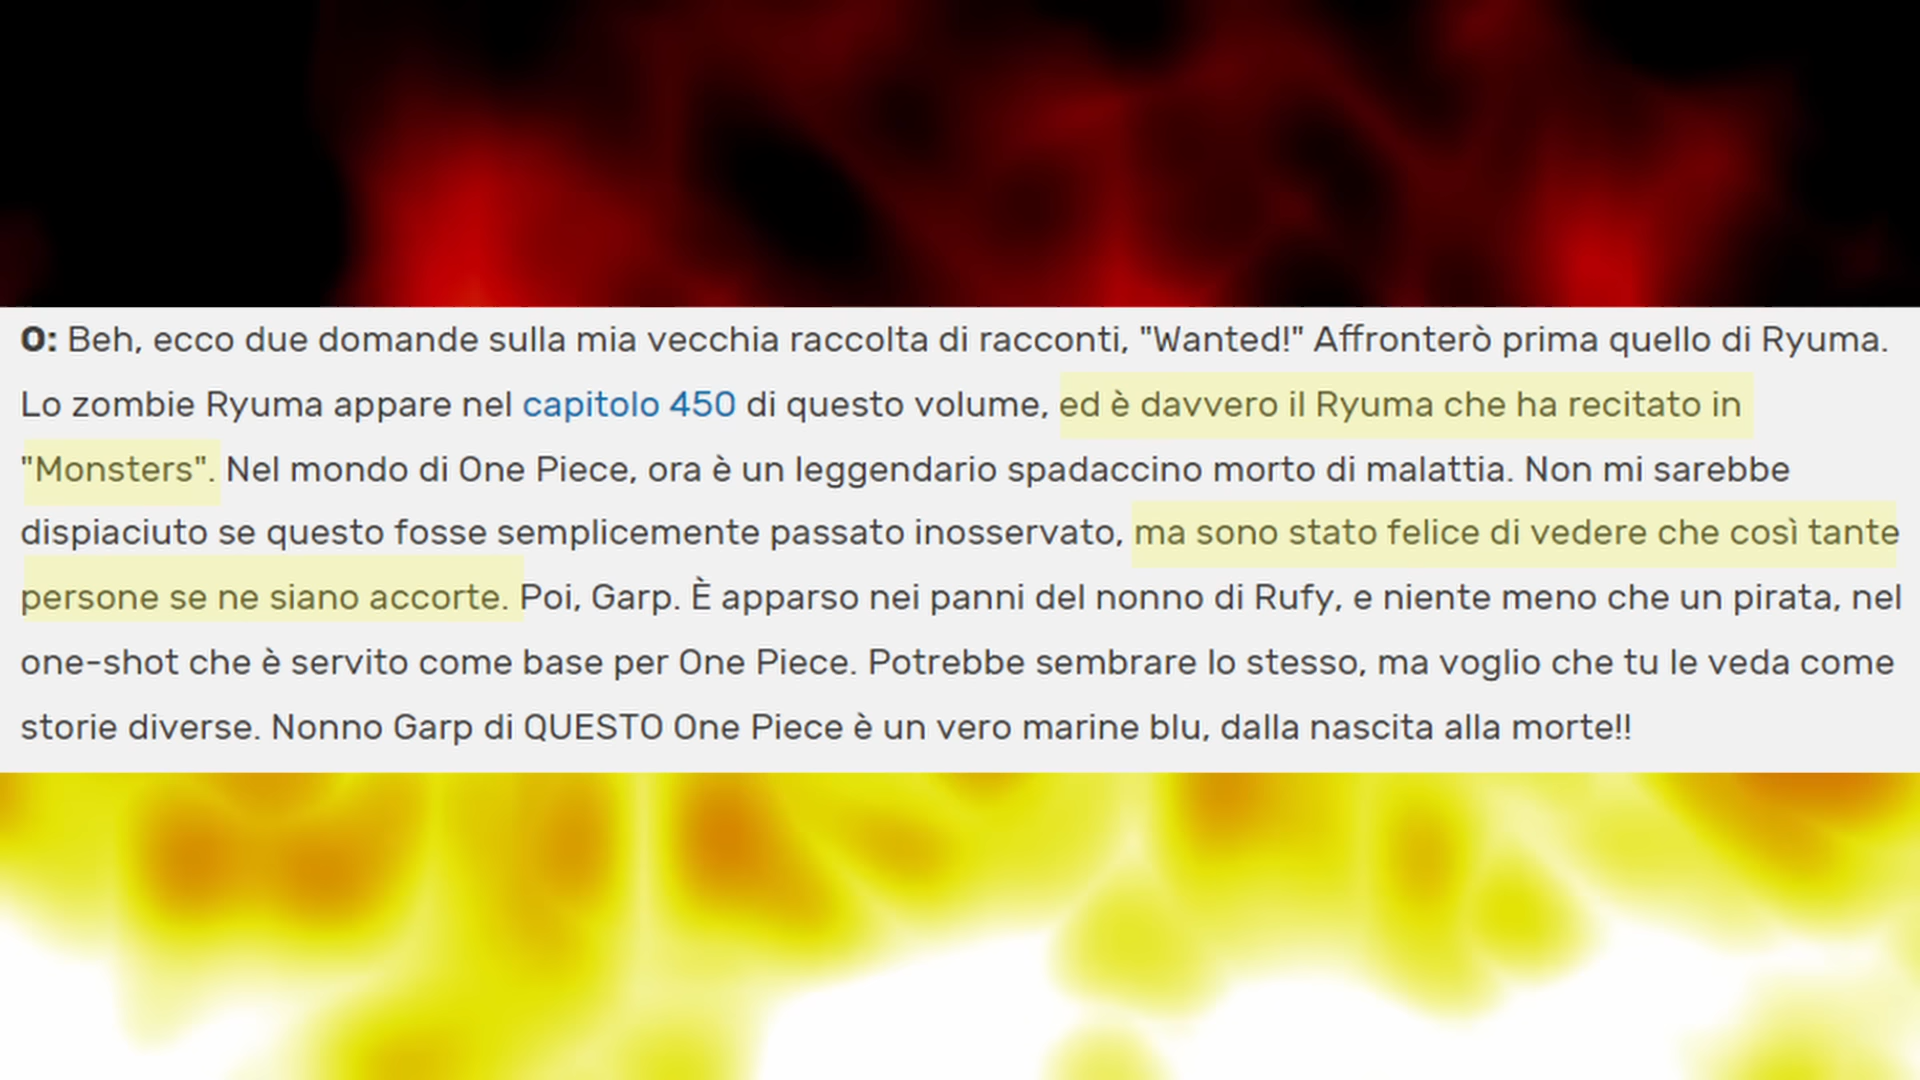 O: Beh, ecco due domande sulla mia vecchia raccolta di racconti, "Wanted!" Affronterò prima quello di Ryuma.
Lo zombie Ryuma appare nel capitolo 450 di questo volume, ed è davvero il Ryuma che ha recitato in
"Monsters". Nel mondo di One Piece, ora è un leggendario spadaccino morto di malattia. Non mi sarebbe
dispiaciuto se questo fosse semplicemente passato inosservato, ma sono stato felice di vedere che così tante
persone se ne siano accorte. Poi, Garp. È apparso nei panni del nonno di Rufy, e niente meno che un pirata, nel
one-shot che è servito come base per One Piece. Potrebbe sembrare lo stesso, ma voglio che tu le veda come
storie diverse. Nonno Garp di QUESTO One Piece è un vero marine blu, dalla nascita alla morte!!